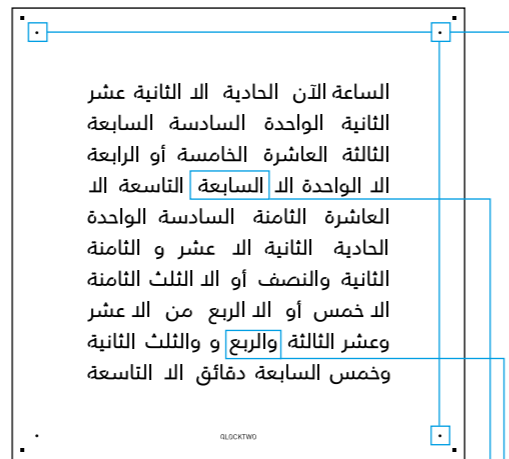 الساعة الآن الحادية الا الثانية عشر
الثانية الواحدة السادسة السابعة
الثالثة العاشرة الخامسة أو الرابعة
الا الواحدة الا السابعة التاسعة الا
العاشرة الثامنة السادسة الواحدة
الحادية الثانية الا عشر و الثامنة
الثانية والنصف أو الا الثلث الثامنة
الا خمس أو الا الربع من الا عشر
وعشر الثالثة والربع و والثلث الثانية
وخمس السابعة دقائق الا التاسعة
QLOCKTWO